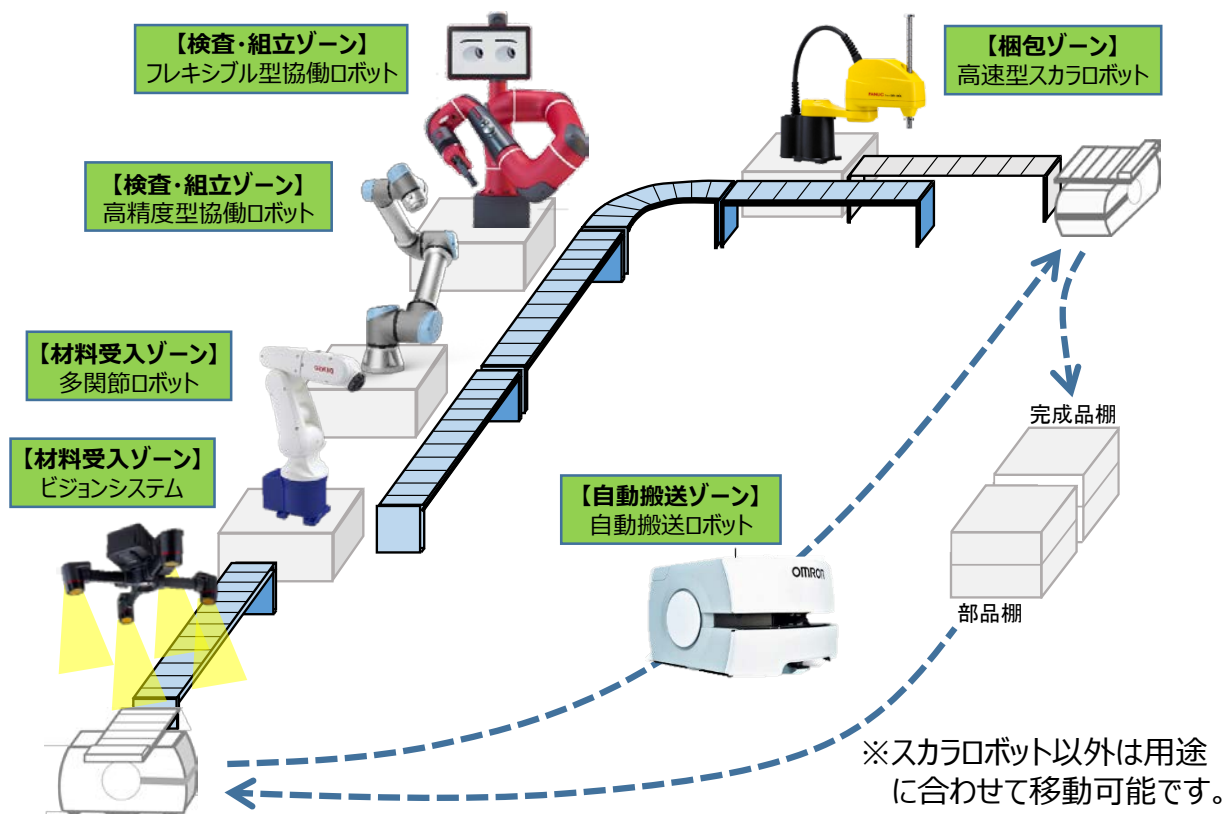 【検査・組立ゾーン】
フレキシブル型協働ロボット
【梱包ゾーン】
高速型スカラロボット
FANUC
【検査・組立ゾーン】
高精度型協働ロボット
【材料受入ゾーン】
多関節ロボット
【材料受入ゾーン】
ビジョンシステム
完成品棚
【自動搬送ゾーン】
自動搬送ロボット
OMRON
部品棚
※スカラロボット以外は用途
に合わせて移動可能です。